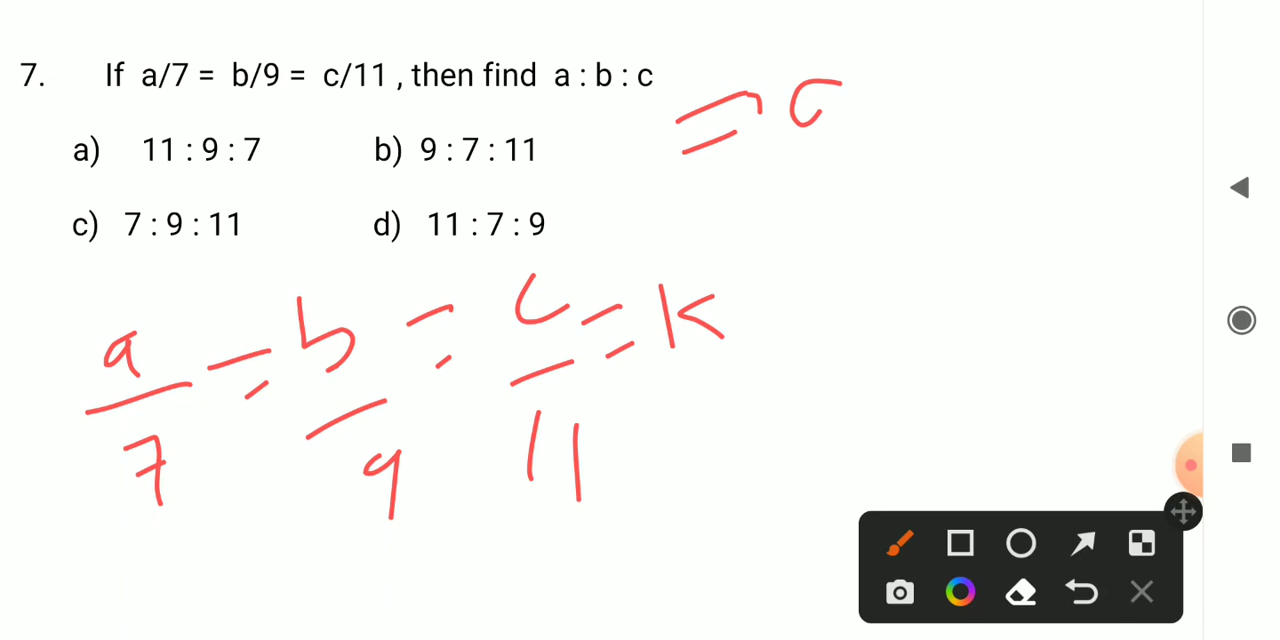 7. If a/7 = b/9 = c/11 , then find a : b : c
a) 11 : 9 : 7 b) 9 : 7 : 11
c) 7 : 9 : 11 d) 11 : 7 : 9
=
a/7 = b/9 = c/11 = K